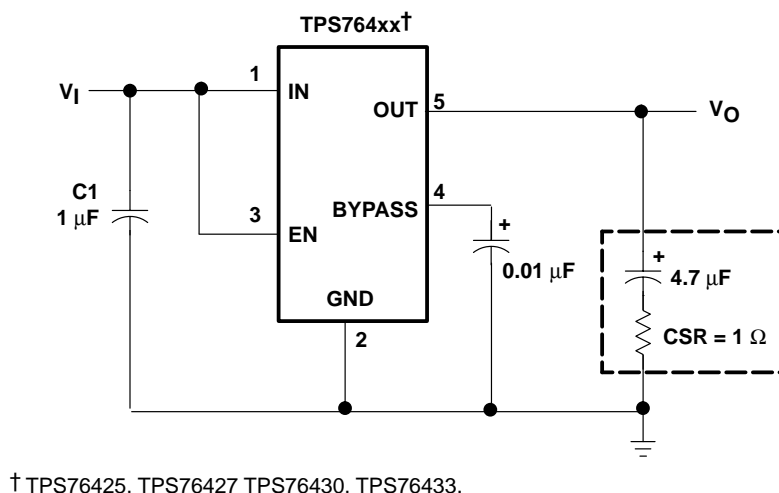 TPS764xx†
1
VI
IN
5
OUT
VO
C1
1 μF
4
3
BYPASS
+
EN
0.01 μF
+
4.7 μF
GND
2
CSR = 1 Ω
† TPS76425, TPS76427 TPS76430, TPS76433.